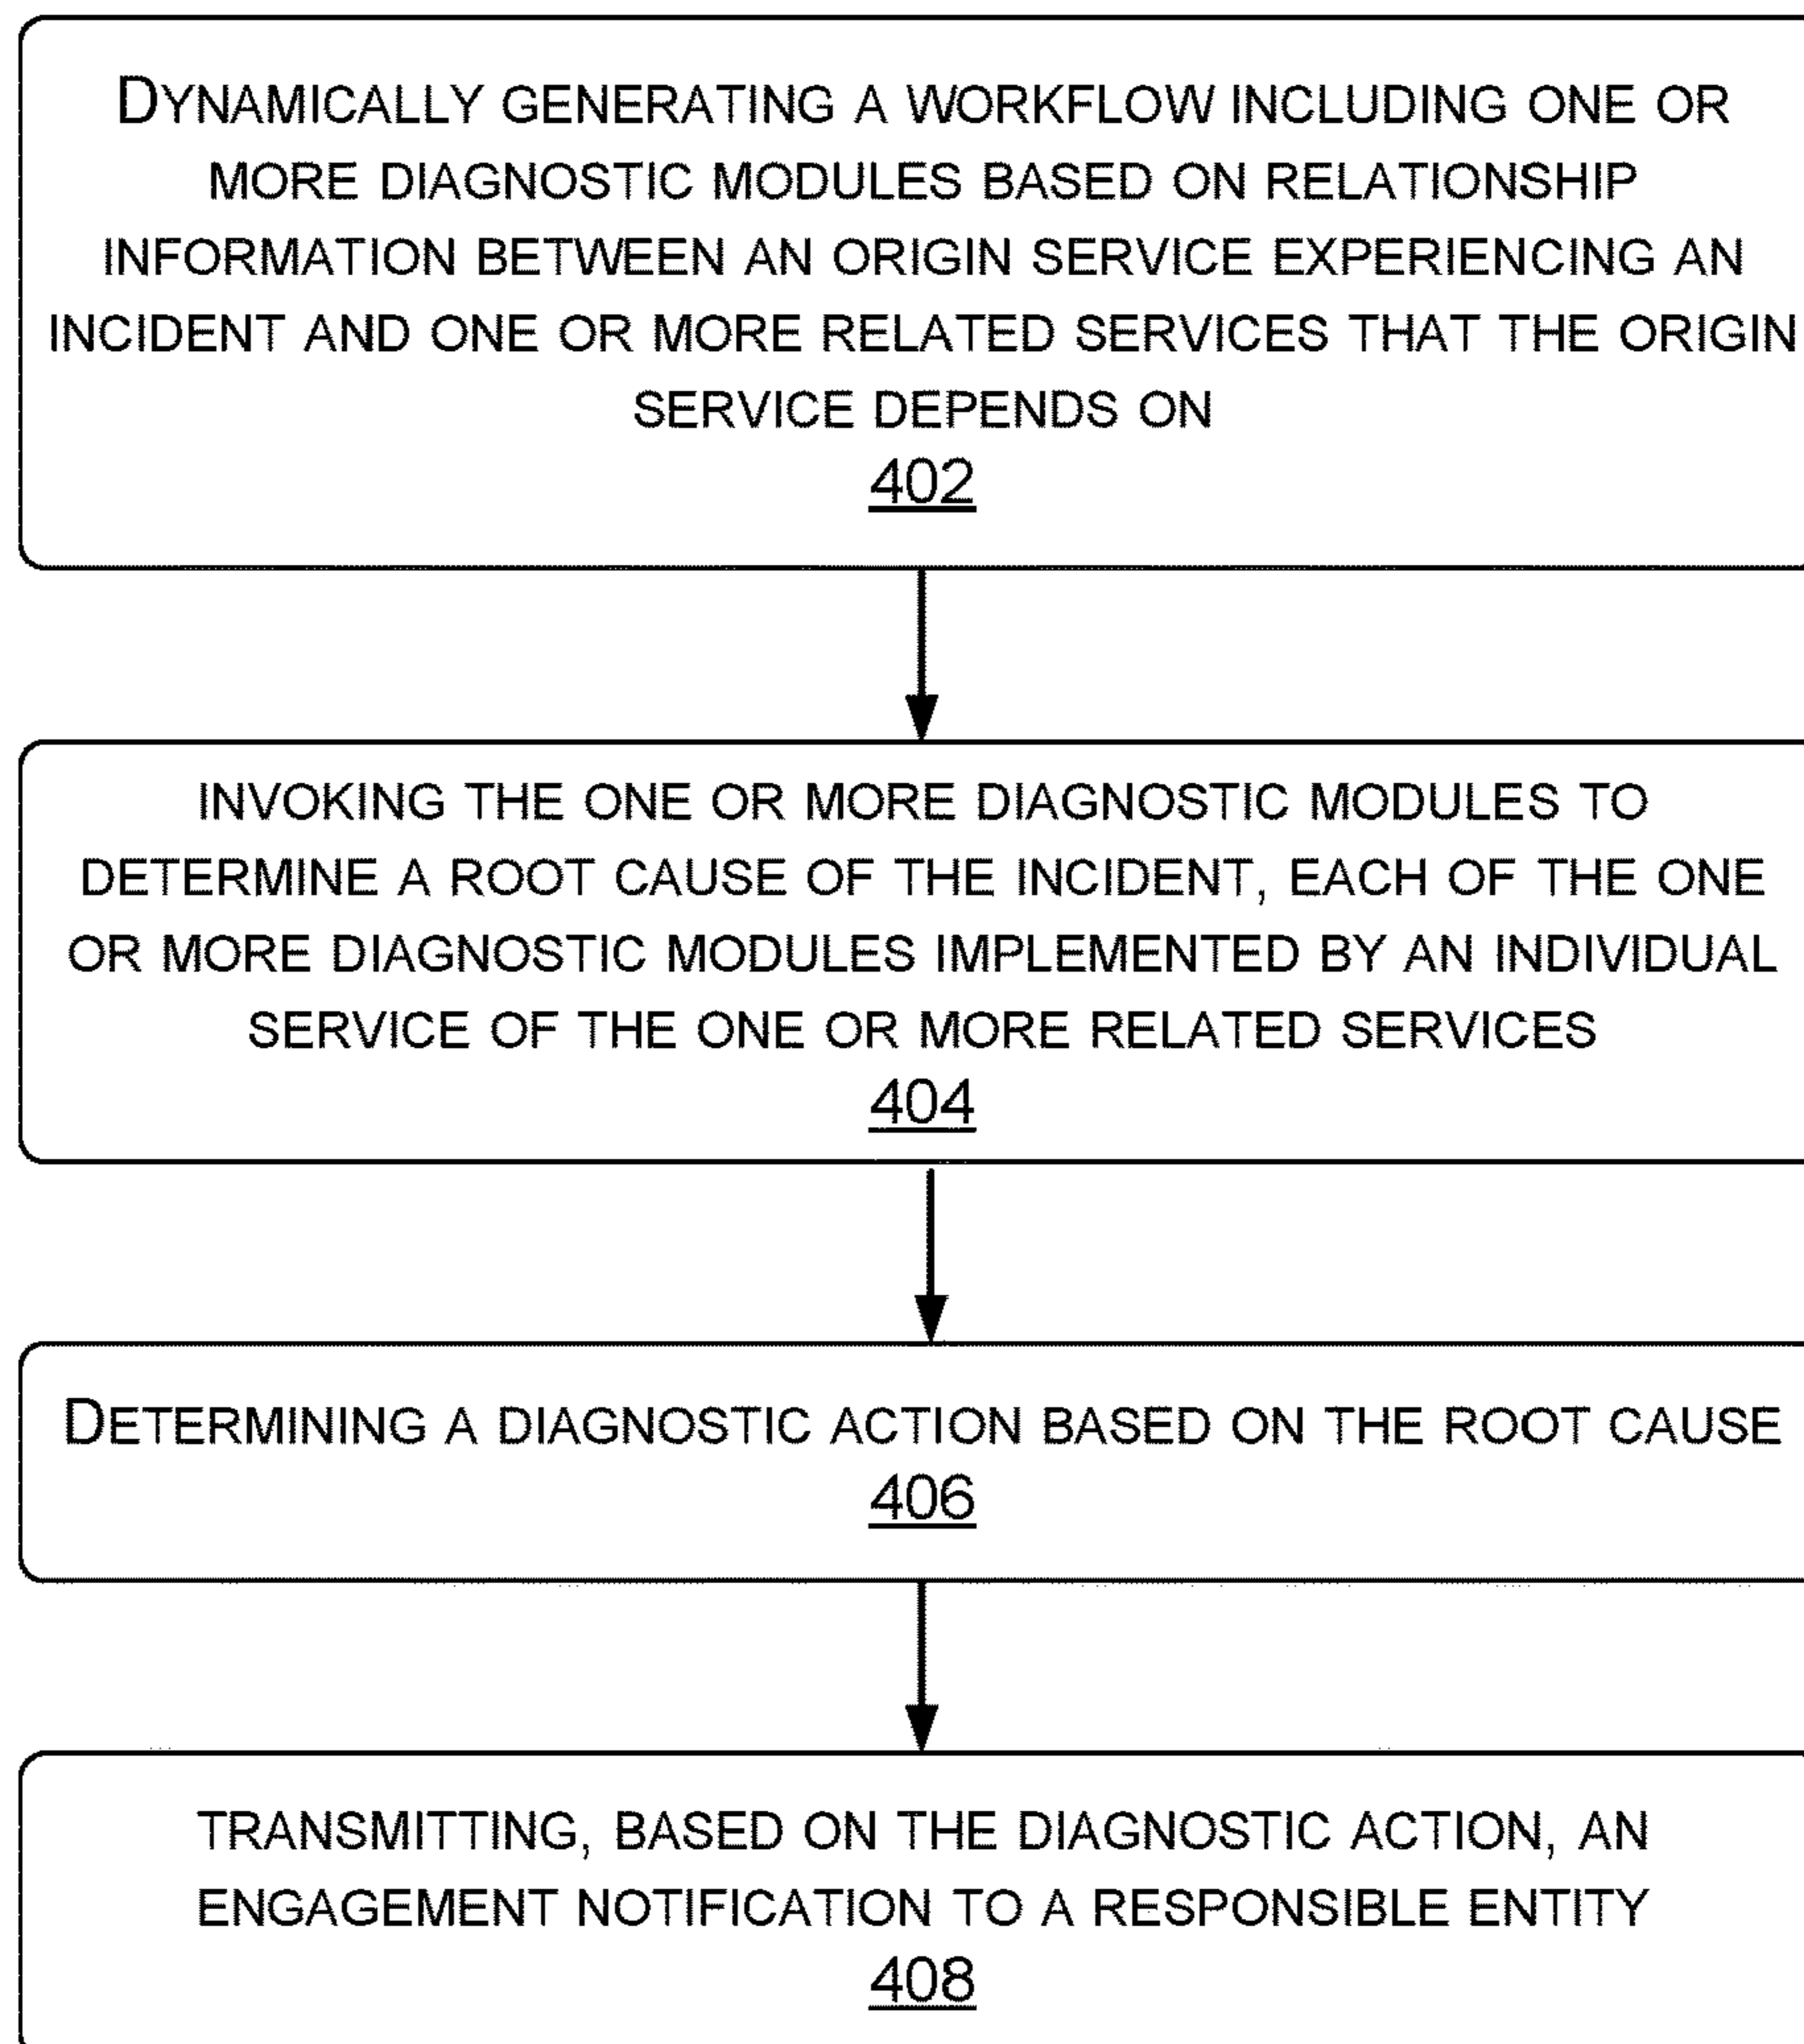 DYNAMICALLY GENERATING A WORKFLOW INCLUDING ONE OR
MORE DIAGNOSTIC MODULES BASED ON RELATIONSHIP
INFORMATION BETWEEN AN ORIGIN SERVICE EXPERIENCING AN
INCIDENT AND ONE OR MORE RELATED SERVICES THAT THE ORIGIN
SERVICE DEPENDS ON
402
INVOKING THE ONE OR MORE DIAGNOSTIC MODULES TO
DETERMINE A ROOT CAUSE OF THE INCIDENT, EACH OF THE ONE
OR MORE DIAGNOSTIC MODULES IMPLEMENTED BY AN INDIVIDUAL
SERVICE OF THE ONE OR MORE RELATED SERVICES
404
DETERMINING A DIAGNOSTIC ACTION BASED ON THE ROOT CAUSE
406
TRANSMITTING, BASED ON THE DIAGNOSTIC ACTION, AN
ENGAGEMENT NOTIFICATION TO A RESPONSIBLE ENTITY
408